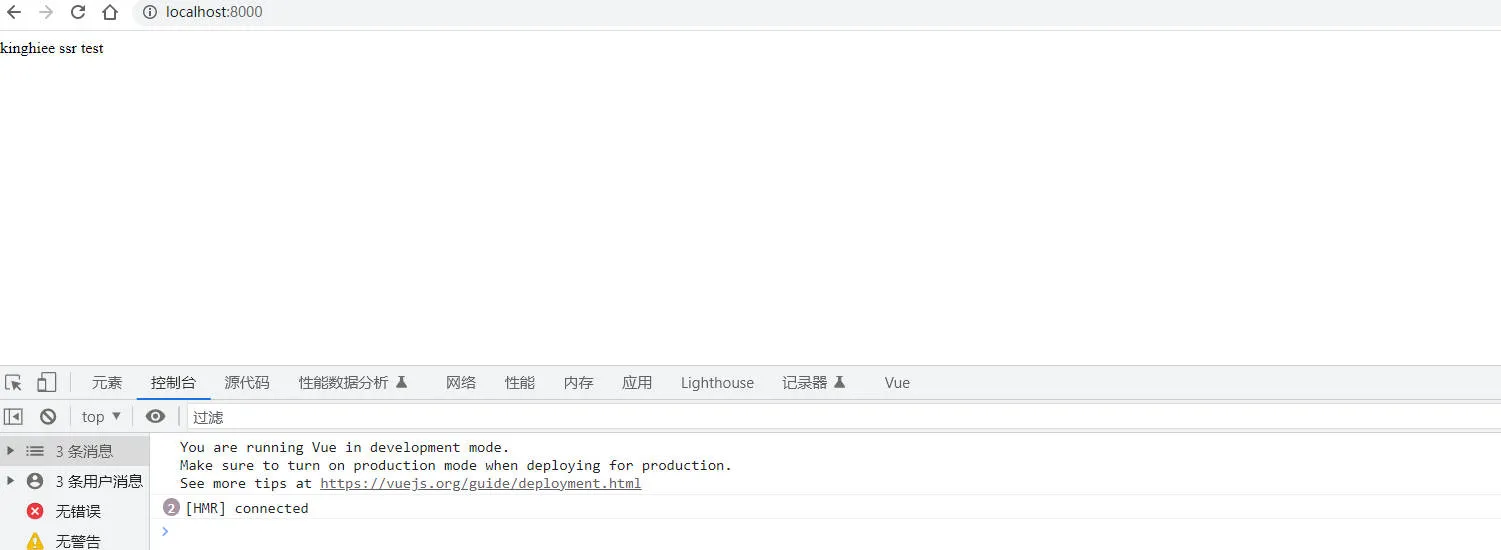 localhost:8000
kinghiee ssr test
元素 控制台 源代码 性能数据分析 网络 性能 内存 应用 Lighthouse 记录器 Vue
top 过滤
3 条消息
3 条用户消息
无错误
无警告
You are running Vue in development mode.
Make sure to turn on production mode when deploying for production.
See more tips at https://vuejs.org/guide/deployment.html
2 [HMR] connected